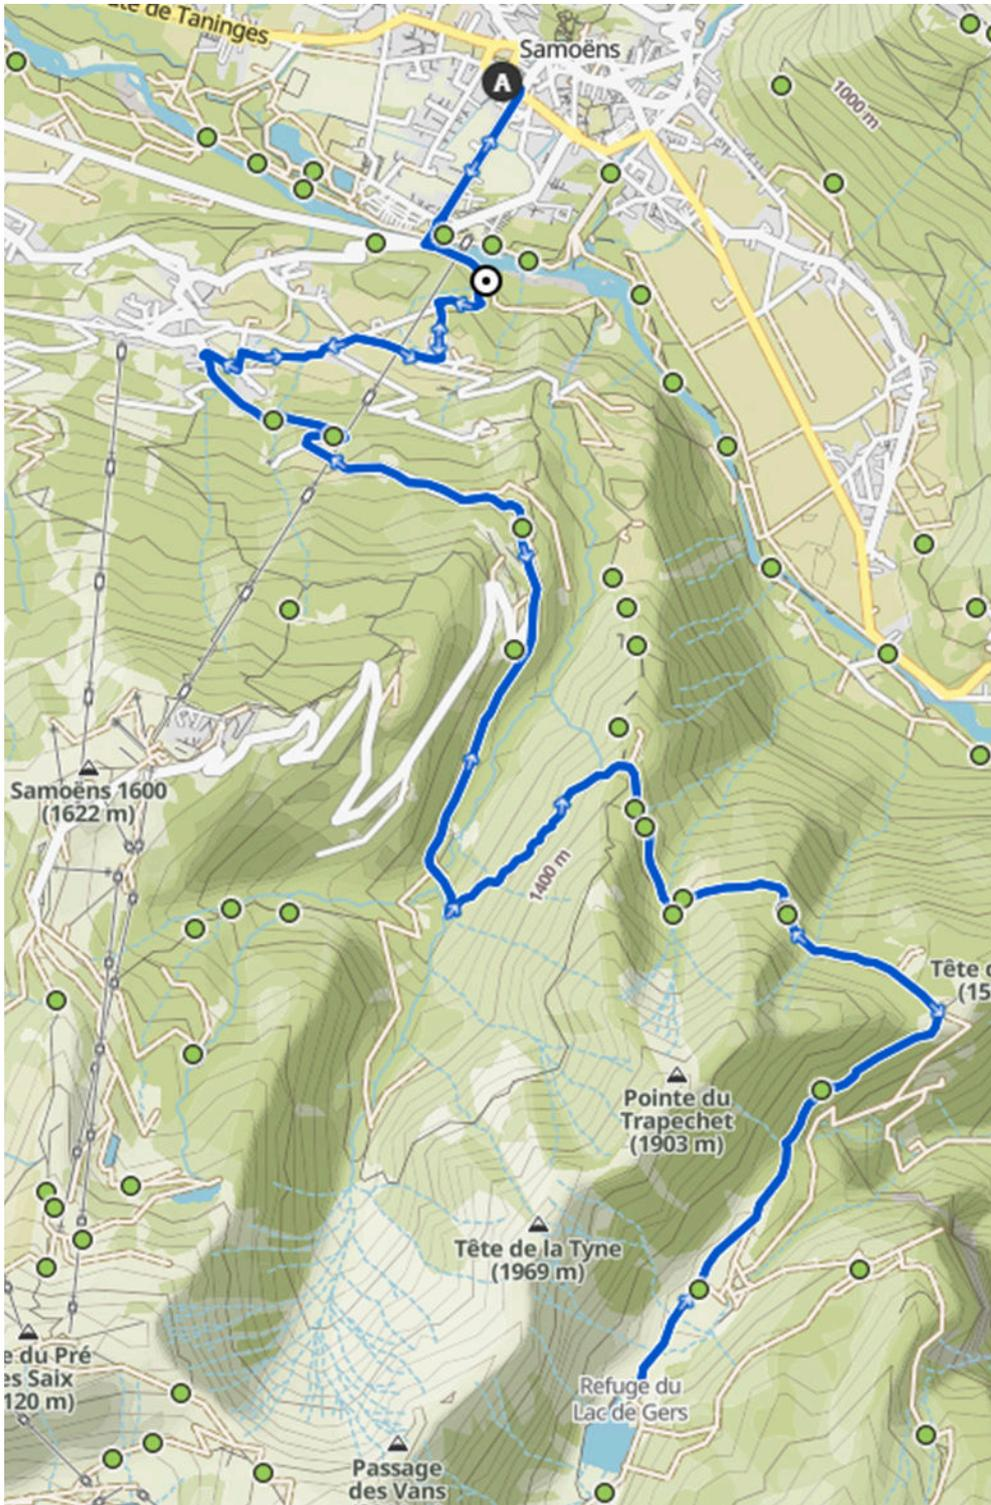 te de Taninges
Samoëns
A
1000 m
Samoëns 1600
(1622 m)
1400 m
Tête d
(15
Pointe du
Trapechet
(1903 m)
Tête de la Tyne
(1969 m)
e du Pré
es Saix
120 m)
Refuge du
Lac de Gers
Passage
des Vans